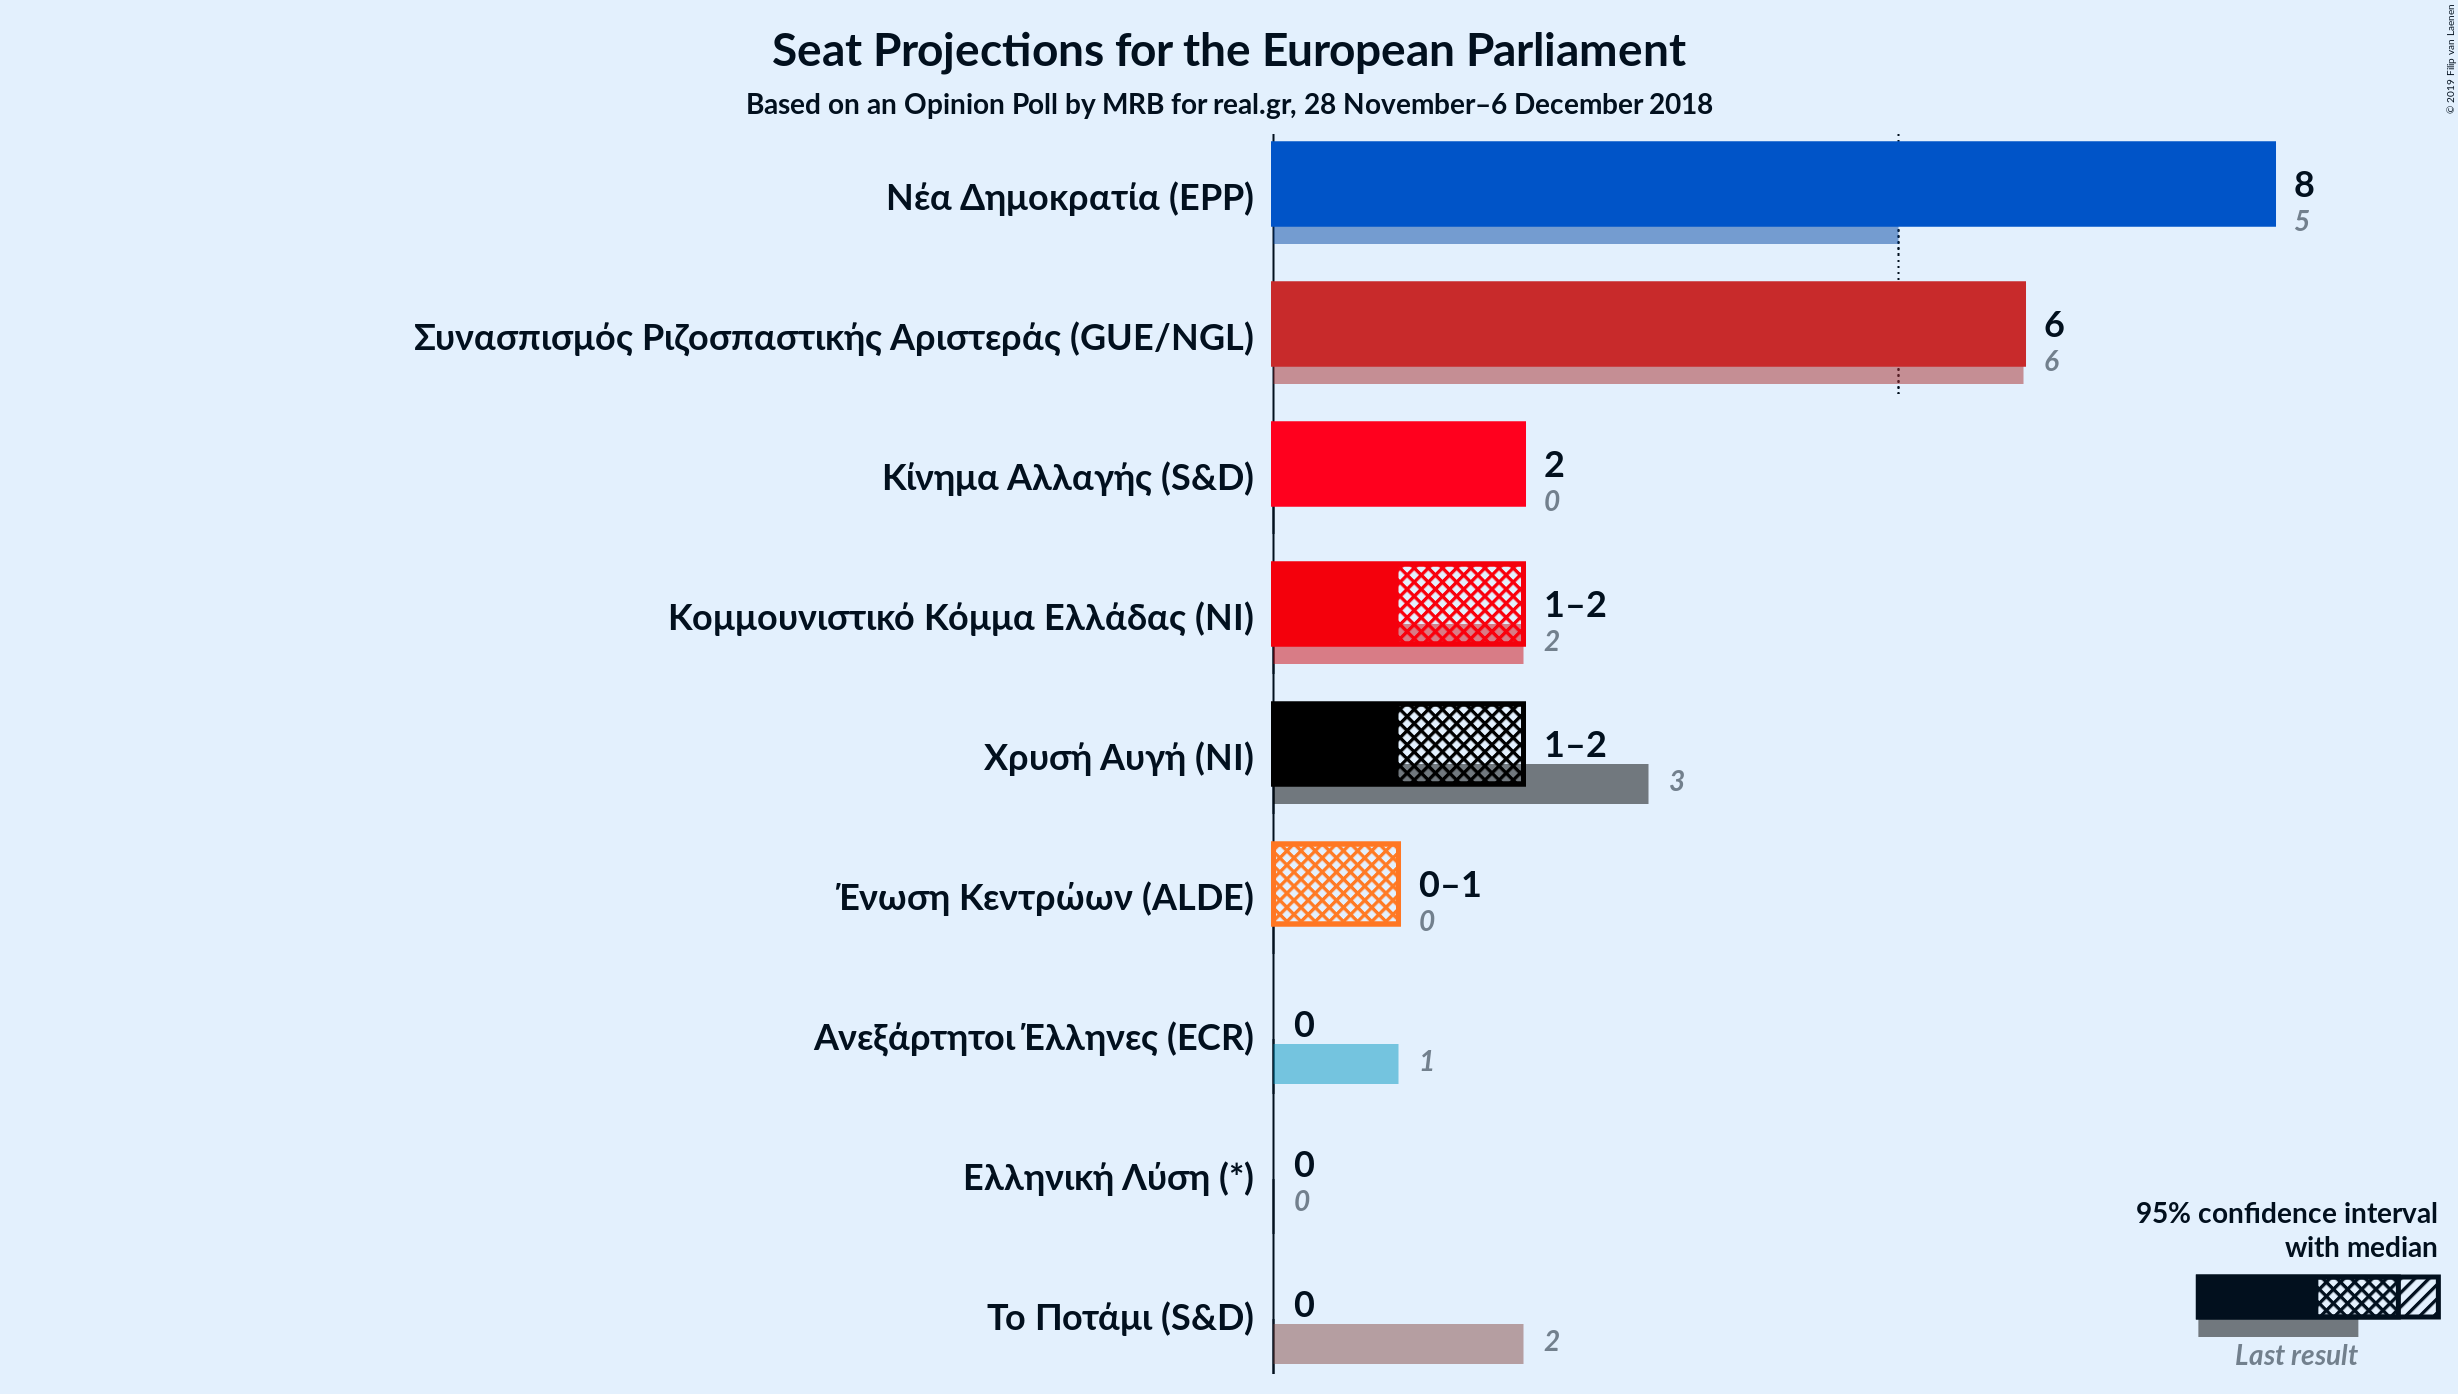 Seat Projections for the European Parliament
Based on an Opinion Poll by MRB for real.gr, 28 November–6 December 2018
© 2019 Filip van Laenen
Νέα Δημοκρατία (EPP)
8
5
Συνασπισμός Ριζοσπαστικής Αριστεράς (GUE/NGL)
6
6
Κίνημα Αλλαγής (S&D)
2
0
Κομμουνιστικό Κόμμα Ελλάδας (NI)
1–2
2
Χρυσή Αυγή (NI)
1–2
3
Ένωση Κεντρώων (ALDE)
0–1
0
Ανεξάρτητοι Έλληνες (ECR)
0
1
Ελληνική Λύση (*)
0
0
Το Ποτάμι (S&D)
0
2
95% confidence interval
with median
Last result